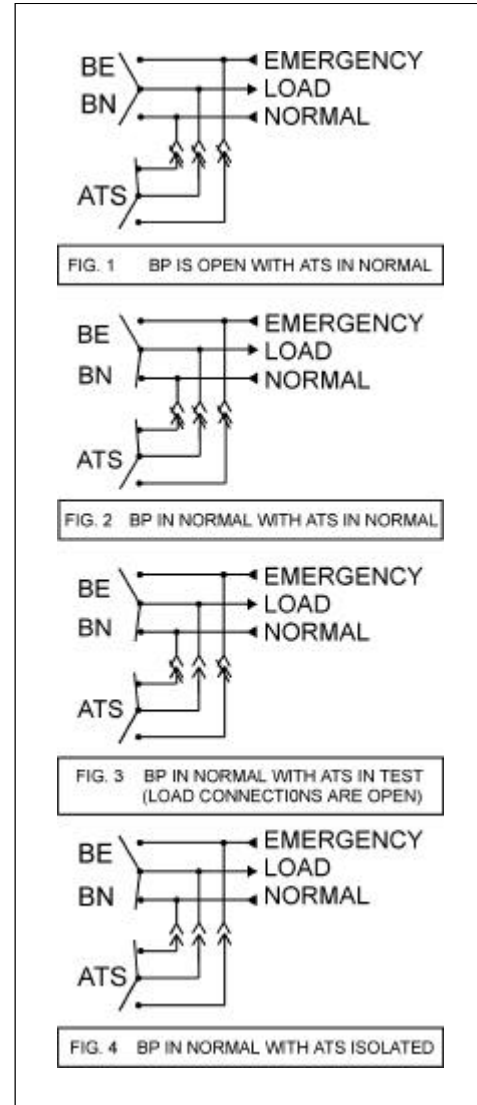 BE
EMERGENCY
LOAD
BN
NORMAL
ATS
FIG. 1 BP IS OPEN WITH ATS IN NORMAL
BE
EMERGENCY
LOAD
BN
NORMAL
ATS
FIG. 2 BP IN NORMAL WITH ATS IN NORMAL
BE
EMERGENCY
LOAD
BN
NORMAL
ATS
FIG. 3 BP IN NORMAL WITH ATS IN TEST
(LOAD CONNECTIONS ARE OPEN)
BE
EMERGENCY
LOAD
BN
NORMAL
ATS
FIG. 4 BP IN NORMAL WITH ATS ISOLATED